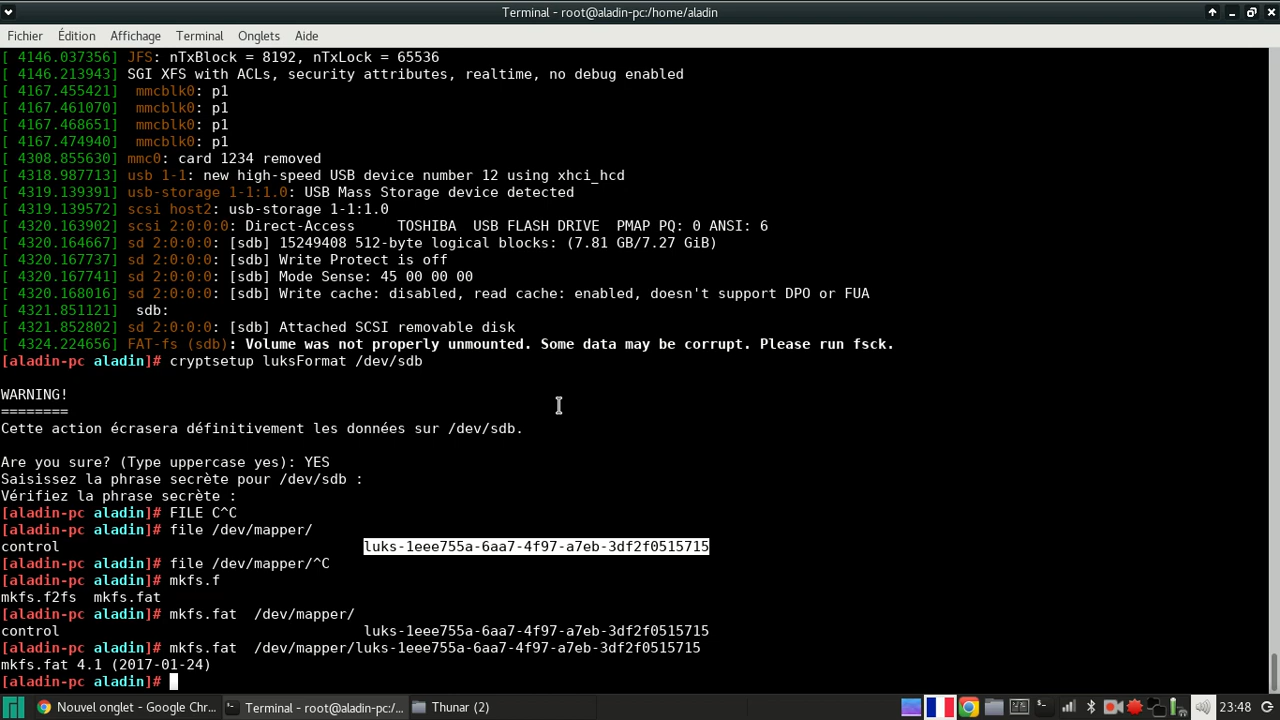 Terminal - root@aladin-pc:/home/aladin
Fichier Édition Affichage Terminal Onglets Aide
[ 4146.037356] JFS: nTxBlock = 8192, nTxLock = 65536
[ 4146.213943] SGI XFS with ACLs, security attributes, realtime, no debug enabled
[ 4167.455421]  mmcblk0: p1
[ 4167.461070]  mmcblk0: p1
[ 4167.468651]  mmcblk0: p1
[ 4167.474940]  mmcblk0: p1
[ 4308.855630] mmc0: card 1234 removed
[ 4318.987713] usb 1-1: new high-speed USB device number 12 using xhci_hcd
[ 4319.139391] usb-storage 1-1:1.0: USB Mass Storage device detected
[ 4319.139572] scsi host2: usb-storage 1-1:1.0
[ 4320.163902] scsi 2:0:0:0: Direct-Access     TOSHIBA  USB FLASH DRIVE  PMAP PQ: 0 ANSI: 6
[ 4320.164667] sd 2:0:0:0: [sdb] 15249408 512-byte logical blocks: (7.81 GB/7.27 GiB)
[ 4320.167737] sd 2:0:0:0: [sdb] Write Protect is off
[ 4320.167741] sd 2:0:0:0: [sdb] Mode Sense: 45 00 00 00
[ 4320.168016] sd 2:0:0:0: [sdb] Write cache: disabled, read cache: enabled, doesn't support DPO or FUA
[ 4321.851121]  sdb:
[ 4321.852802] sd 2:0:0:0: [sdb] Attached SCSI removable disk
[ 4324.224656] FAT-fs (sdb): Volume was not properly unmounted. Some data may be corrupt. Please run fsck.
[aladin-pc aladin]# cryptsetup luksFormat /dev/sdb
WARNING!
========
Cette action écrasera définitivement les données sur /dev/sdb.
Are you sure? (Type uppercase yes): YES
Saisissez la phrase secrète pour /dev/sdb :
Vérifiez la phrase secrète :
[aladin-pc aladin]# FILE C^C
[aladin-pc aladin]# file /dev/mapper/
control luks-1eee755a-6aa7-4f97-a7eb-3df2f0515715
[aladin-pc aladin]# file /dev/mapper/^C
[aladin-pc aladin]# mkfs.f
mkfs.f2fs  mkfs.fat
[aladin-pc aladin]# mkfs.fat  /dev/mapper/
control luks-1eee755a-6aa7-4f97-a7eb-3df2f0515715
[aladin-pc aladin]# mkfs.fat  /dev/mapper/luks-1eee755a-6aa7-4f97-a7eb-3df2f0515715
mkfs.fat 4.1 (2017-01-24)
[aladin-pc aladin]#
Nouvel onglet - Google Chr... Terminal - root@aladin-pc:/... Thunar (2) 23:48